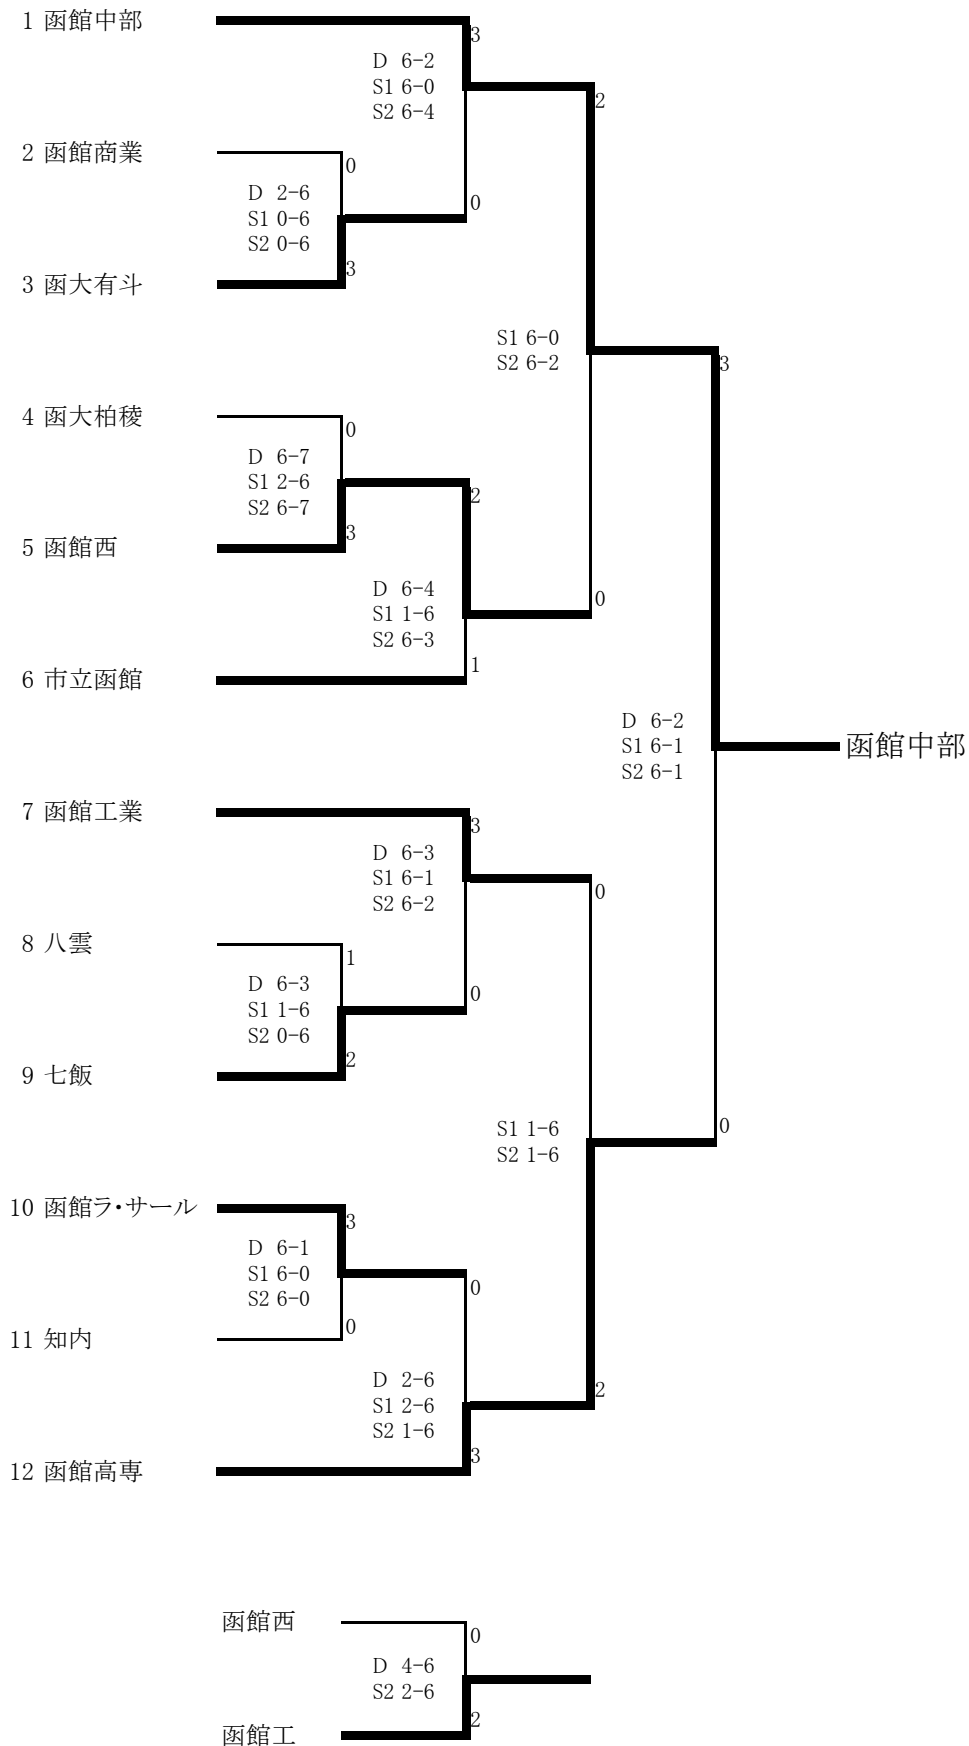 1 函館中部
3
D 6-2
S1 6-0
S2 6-4
2
2 函館商業
0
D 2-6
S1 0-6
S2 0-6
0
3 函大有斗
3
S1 6-0
S2 6-2
3
4 函大柏稜
0
D 6-7
S1 2-6
S2 6-7
2
5 函館西
3
D 6-4
S1 1-6
S2 6-3
0
6 市立函館
1
D 6-2
S1 6-1
S2 6-1
函館中部
7 函館工業
3
D 6-3
S1 6-1
S2 6-2
0
8 八雲
1
D 6-3
S1 1-6
S2 0-6
0
9 七飯
2
S1 1-6
S2 1-6
0
10 函館ラ・サール
3
D 6-1
S1 6-0
S2 6-0
0
11 知内
0
D 2-6
S1 2-6
S2 1-6
2
12 函館高専
3
函館西
0
D 4-6
S2 2-6
函館工
2